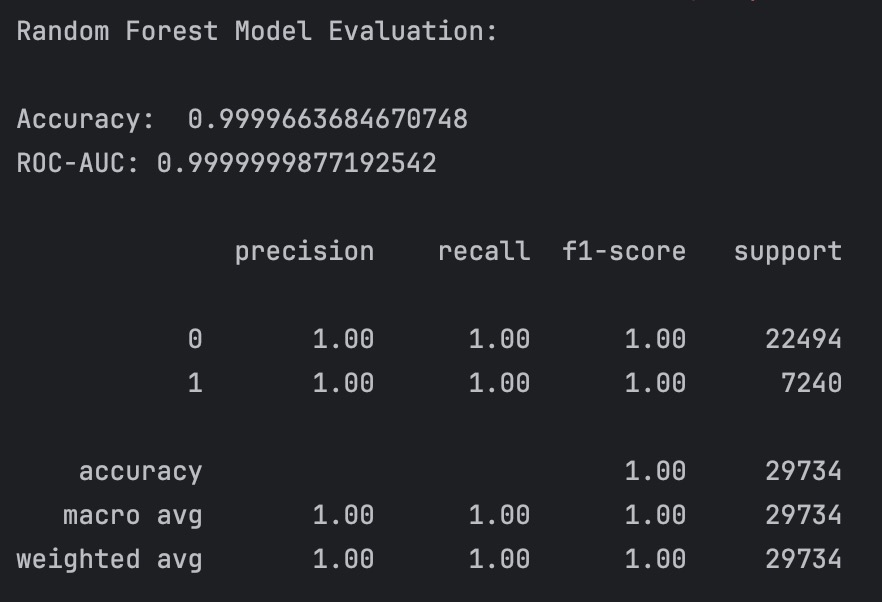 Random Forest Model Evaluation:
Accuracy:  0.9999663684670748
ROC-AUC: 0.9999999877192542
precision    recall  f1-score   support
0       1.00      1.00      1.00     22494
1       1.00      1.00      1.00      7240
accuracy                           1.00     29734
macro avg       1.00      1.00      1.00     29734
weighted avg       1.00      1.00      1.00     29734